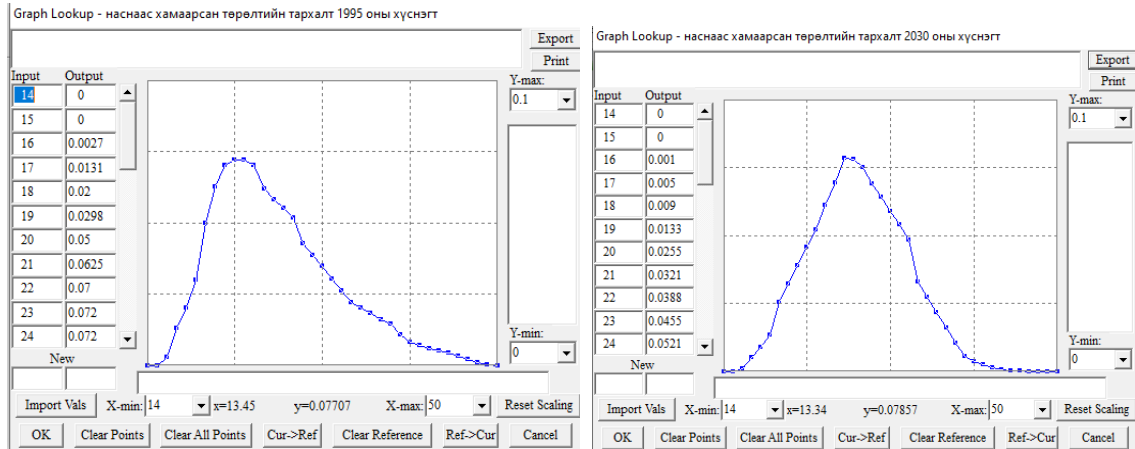 Graph Lookup - наснаас хамаарсан төрөлтийн тархалт 1995 оны хүснэгт
Export
Print
Input Output
Y-max:
14 0
0.1
15 0
16 0.0027
17 0.0131
18 0.02
19 0.0298
20 0.05
21 0.0625
22 0.07
23 0.072
24 0.072
Y-min:
New
0
Import Vals X-min: 14 x=13.45 y=0.07707 X-max: 50 Reset Scaling
OK Clear Points Clear All Points Cur->Ref Clear Reference Ref->Cur Cancel
Graph Lookup - наснаас хамаарсан төрөлтийн тархалт 2030 оны хүснэгт
Export
Print
Input Output
Y-max:
14 0
0.1
15 0
16 0.001
17 0.005
18 0.009
19 0.0133
20 0.0255
21 0.0321
22 0.0388
23 0.0455
24 0.0521
Y-min:
New
0
Import Vals X-min: 14 x=13.34 y=0.07857 X-max: 50 Reset Scaling
OK Clear Points Clear All Points Cur->Ref Clear Reference Ref->Cur Cancel